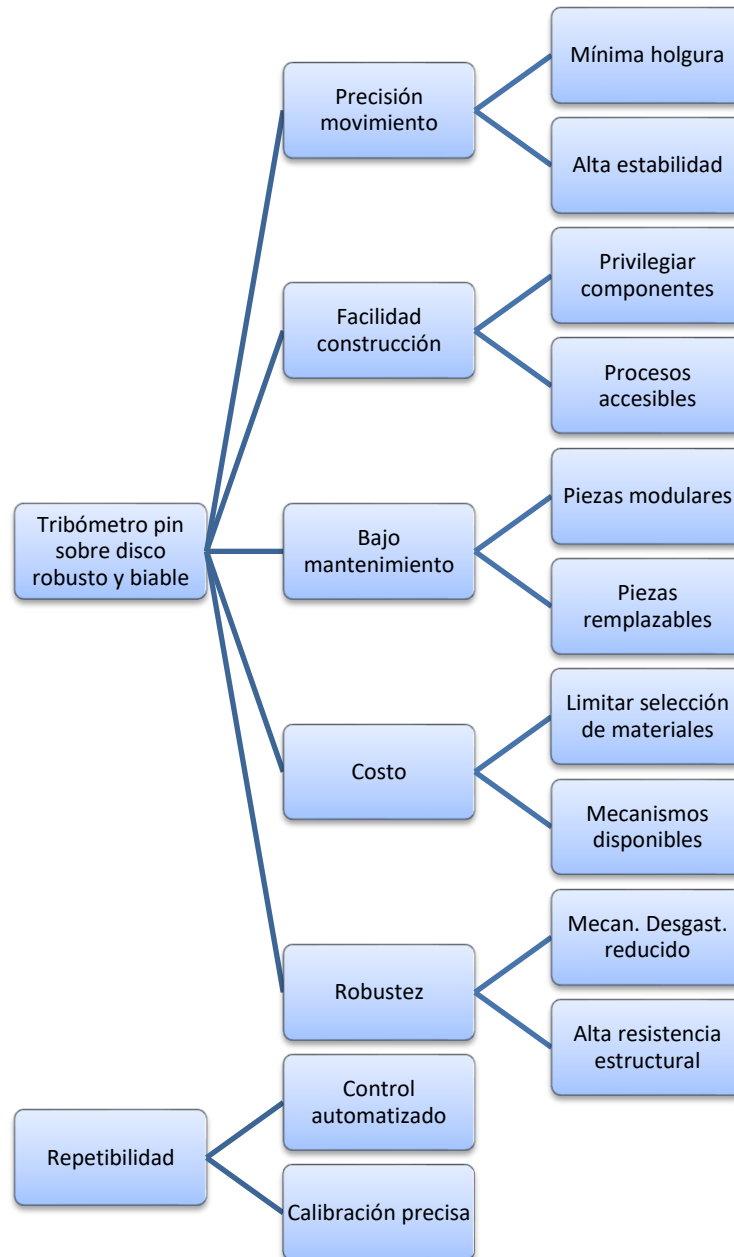 Tribómetro pin
sobre disco
robusto y biable
Precisión
movimiento
Mínima holgura
Alta estabilidad
Facilidad
construcción
Privilegiar
componentes
Procesos
accesibles
Bajo
mantenimiento
Piezas modulares
Piezas
remplazables
Costo
Limitar selección
de materiales
Mecanismos
disponibles
Robustez
Mecan. Desgast.
reducido
Alta resistencia
estructural
Repetibilidad
Control
automatizado
Calibración precisa